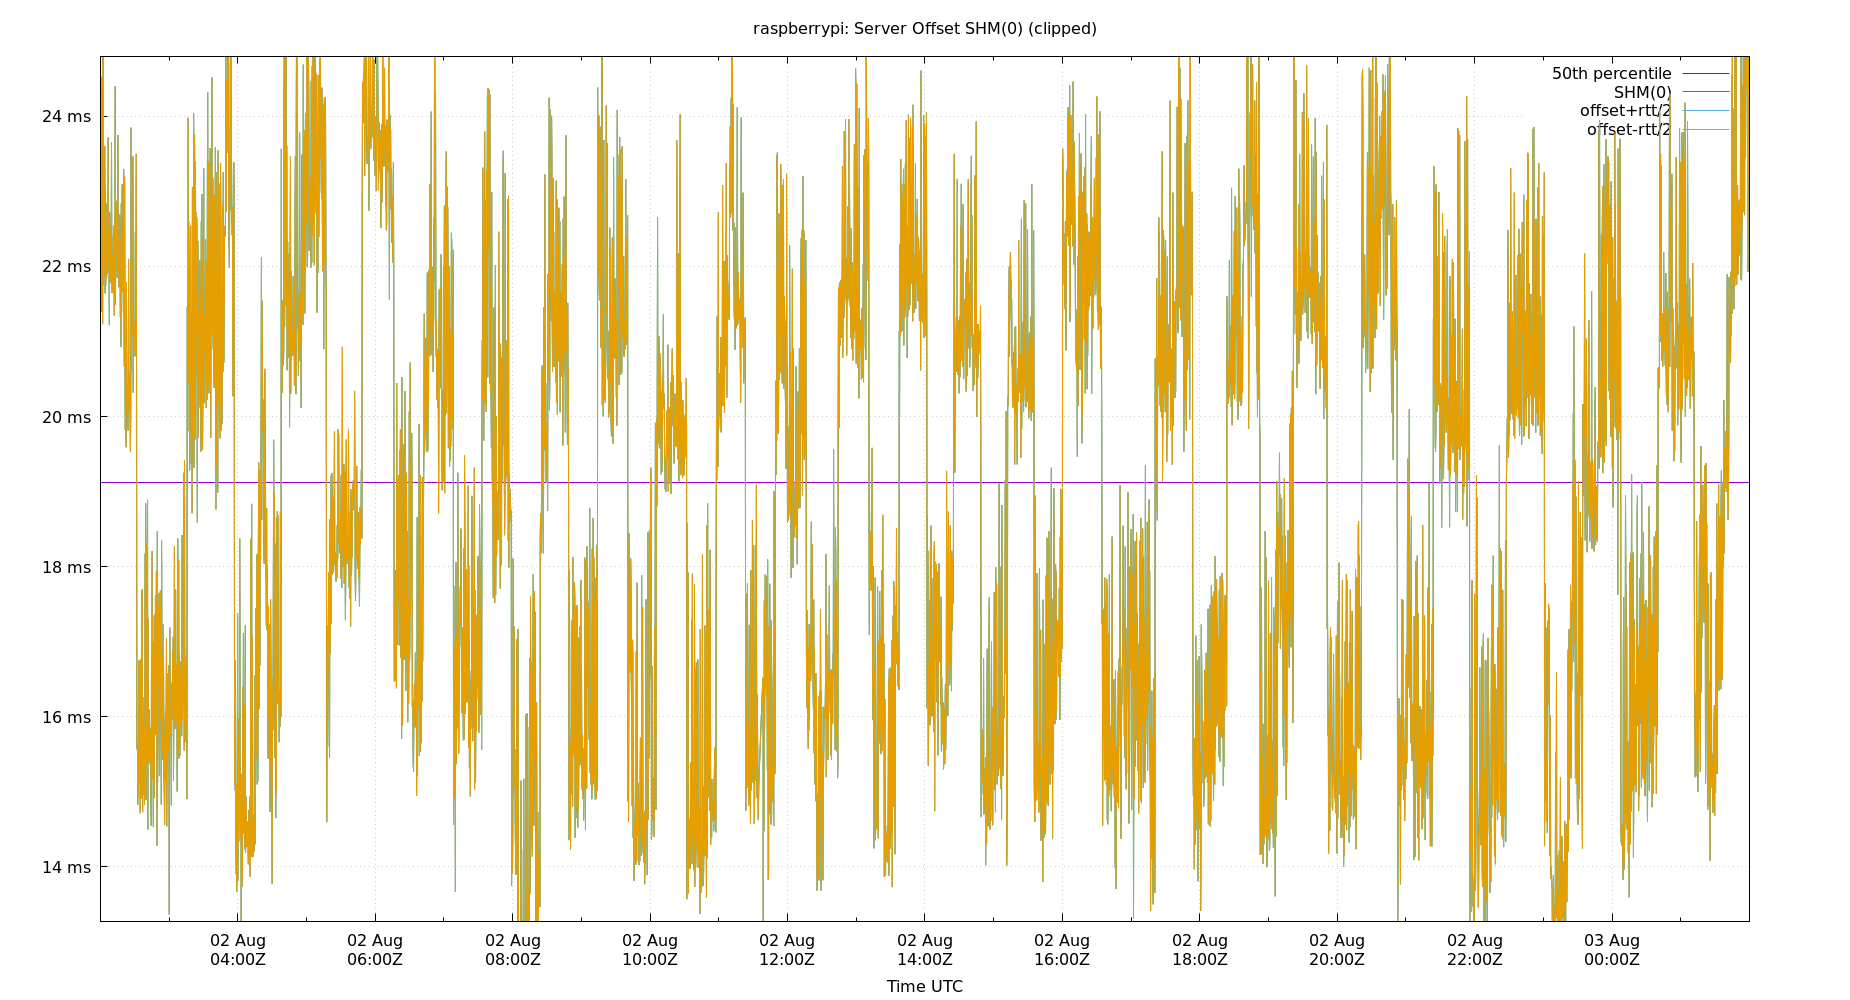 raspberrypi: Server Offset SHM(0) (clipped)
50th percentile
SHM(0)
offset+rtt/2
offset-rtt/2
24 ms
22 ms
20 ms
18 ms
16 ms
14 ms
02 Aug 02 Aug 02 Aug 02 Aug 02 Aug 02 Aug 02 Aug 02 Aug 02 Aug 02 Aug 03 Aug
04:00Z 06:00Z 08:00Z 10:00Z 12:00Z 14:00Z 16:00Z 18:00Z 20:00Z 22:00Z 00:00Z
Time UTC